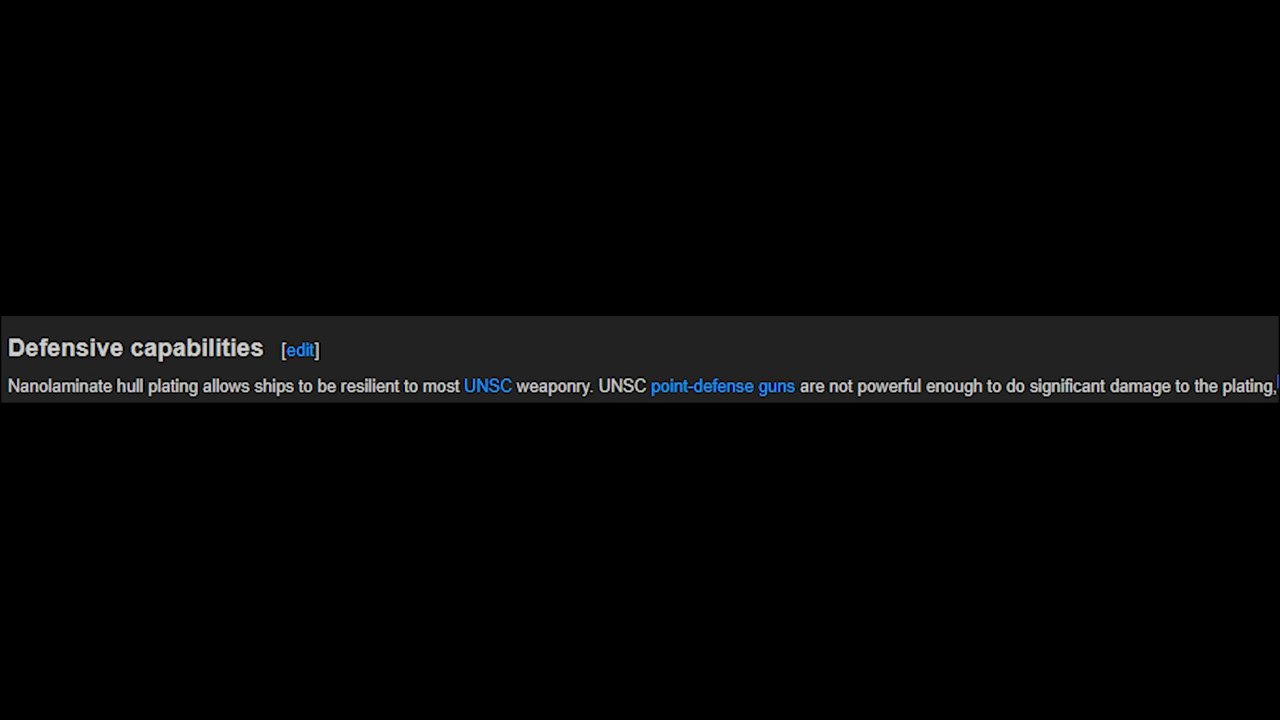 Defensive capabilities [edit]
Nanolaminate hull plating allows ships to be resilient to most UNSC weaponry. UNSC point-defense guns are not powerful enough to do significant damage to the plating,